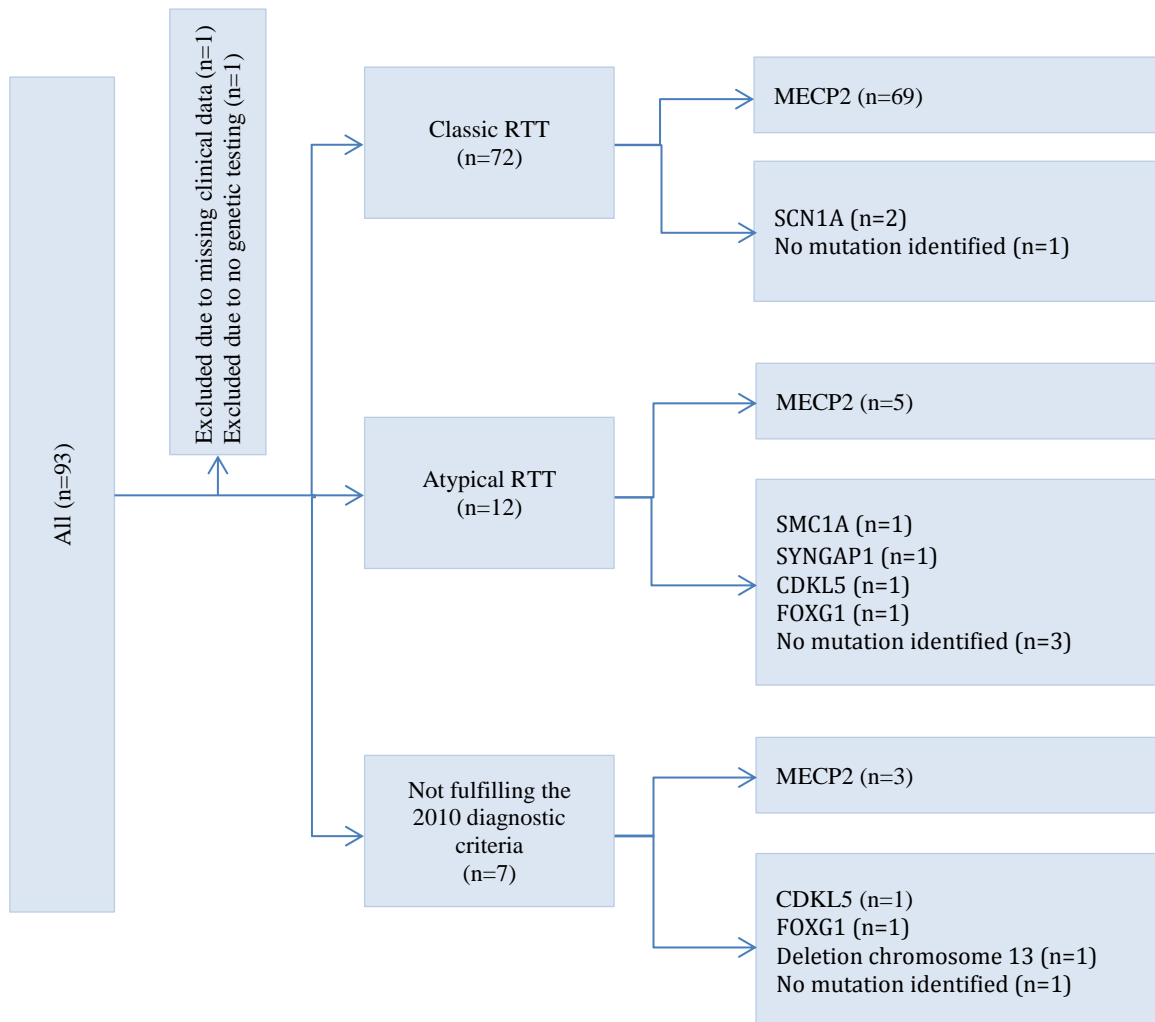 All (n=93)
Excluded due to missing clinical data (n=1)
Excluded due to no genetic testing (n=1)
Classic RTT
(n=72)
MECP2 (n=69)
SCN1A (n=2)
No mutation identified (n=1)
Atypical RTT
(n=12)
MECP2 (n=5)
SMC1A (n=1)
SYNGAP1 (n=1)
CDKL5 (n=1)
FOXG1 (n=1)
No mutation identified (n=3)
Not fulfilling the
2010 diagnostic
criteria
(n=7)
MECP2 (n=3)
CDKL5 (n=1)
FOXG1 (n=1)
Deletion chromosome 13 (n=1)
No mutation identified (n=1)